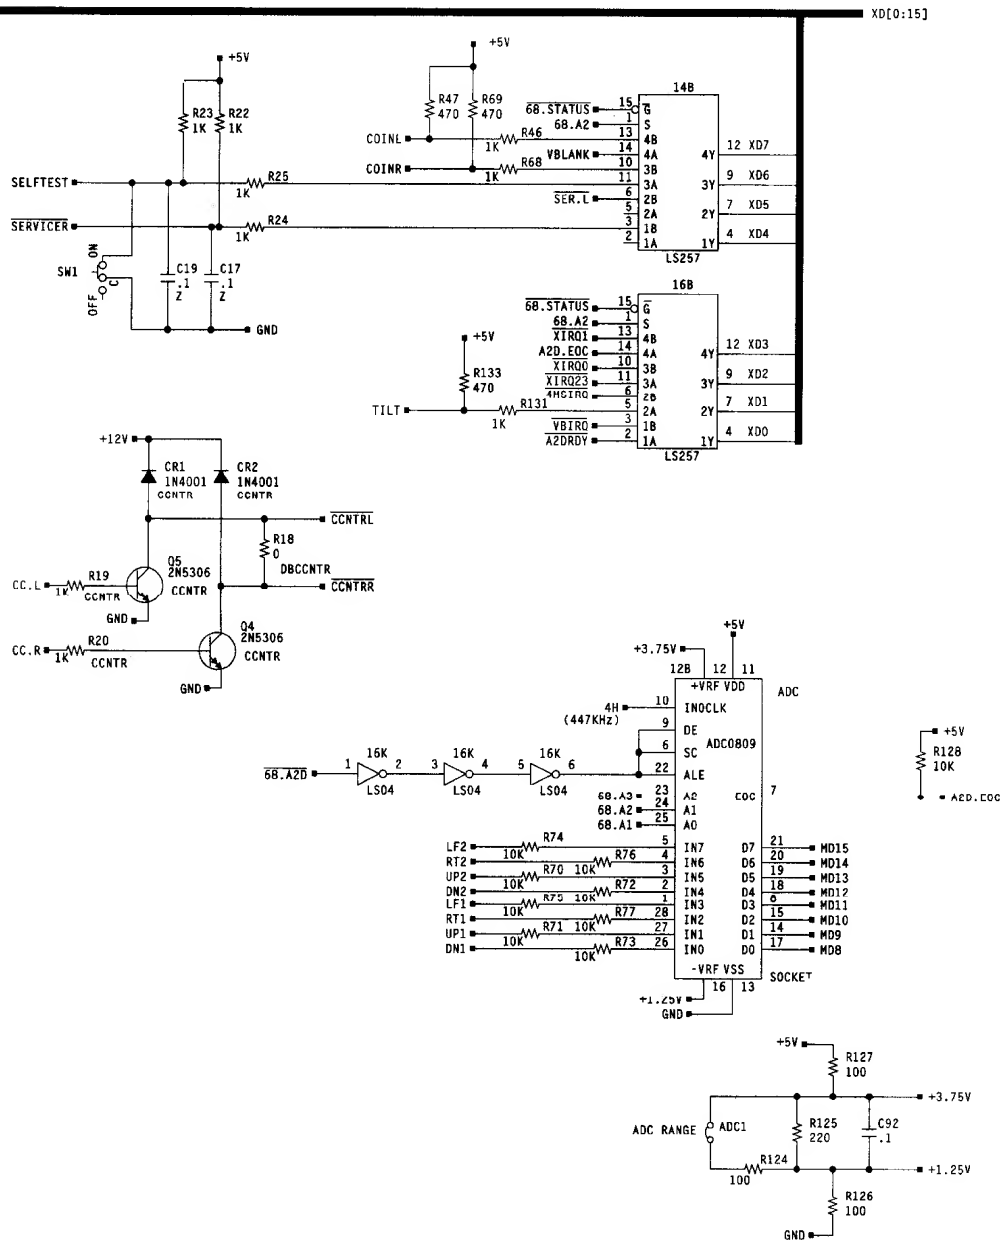 XD[0:15]
+5V
+5V
R23
1K
R22
1K
R47
470
R69
470
14B
68.STATUS 15 G
68.A2 1 S
COINL 1K R46 13 4B
VBLANK 14 4A 4Y 12 XD7
COINR 1K R68 10 3B
SELFTEST 1K R25 11 3A 3Y 9 XD6
SER.L 6 2B
5 2A 2Y 7 XD5
SERVICER 1K R24 3 1B
2 1A 1Y 4 XD4
LS257
ON
SW1
C
OFF
C19
.1
Z
C17
.1
Z
GND
16B
68.STATUS 15 G
68.A2 1 S
XIRQ1 13 4B
A2D.EOC 14 4A 4Y 12 XD3
XIRQ0 10 3B
XIRQ23 11 3A 3Y 9 XD2
4HCIRQ 6 2B
+5V
R133
470
TILT 1K R131 5 2A 2Y 7 XD1
VBIRQ 3 1B
A2DRDY 2 1A 1Y 4 XD0
LS257
+12V
CR1
1N4001
CCNTR
CR2
1N4001
CCNTR
CCNTRL
R18
0
DBCCNTR
CCNTRR
Q5
2N5306
CCNTR
CC.L 1K R19
CCNTR
GND
Q4
2N5306
CCNTR
CC.R 1K R20
CCNTR
GND
+5V
+3.75V
12B 12 11
ADC
+VRF VDD
4H 10 INOCLK
(447KHz)
9 DE
6 SC
ADC0809
22 ALE
68.A2D 1 16K 2 LS04
3 16K 4 LS04
5 16K 6 LS04
68.A3 23 A2 EOC 7
68.A2 24 A1
68.A1 25 A0
+5V
R128
10K
A2D.EOC
LF2 10K R74 5 IN7 D7 21 MD15
RT2 10K R76 4 IN6 D6 20 MD14
UP2 10K R70 3 IN5 D5 19 MD13
DN2 10K R72 2 IN4 D4 18 MD12
LF1 10K R75 1 IN3 D3 8 MD11
RT1 10K R77 28 IN2 D2 15 MD10
UP1 10K R71 27 IN1 D1 14 MD9
DN1 10K R73 26 IN0 D0 17 MD8
-VRF VSS
SOCKET
16 13
+1.25V
GND
+5V
R127
100
+3.75V
ADC RANGE
ADC1
R125
220
C92
.1
R124
100
+1.25V
R126
100
GND